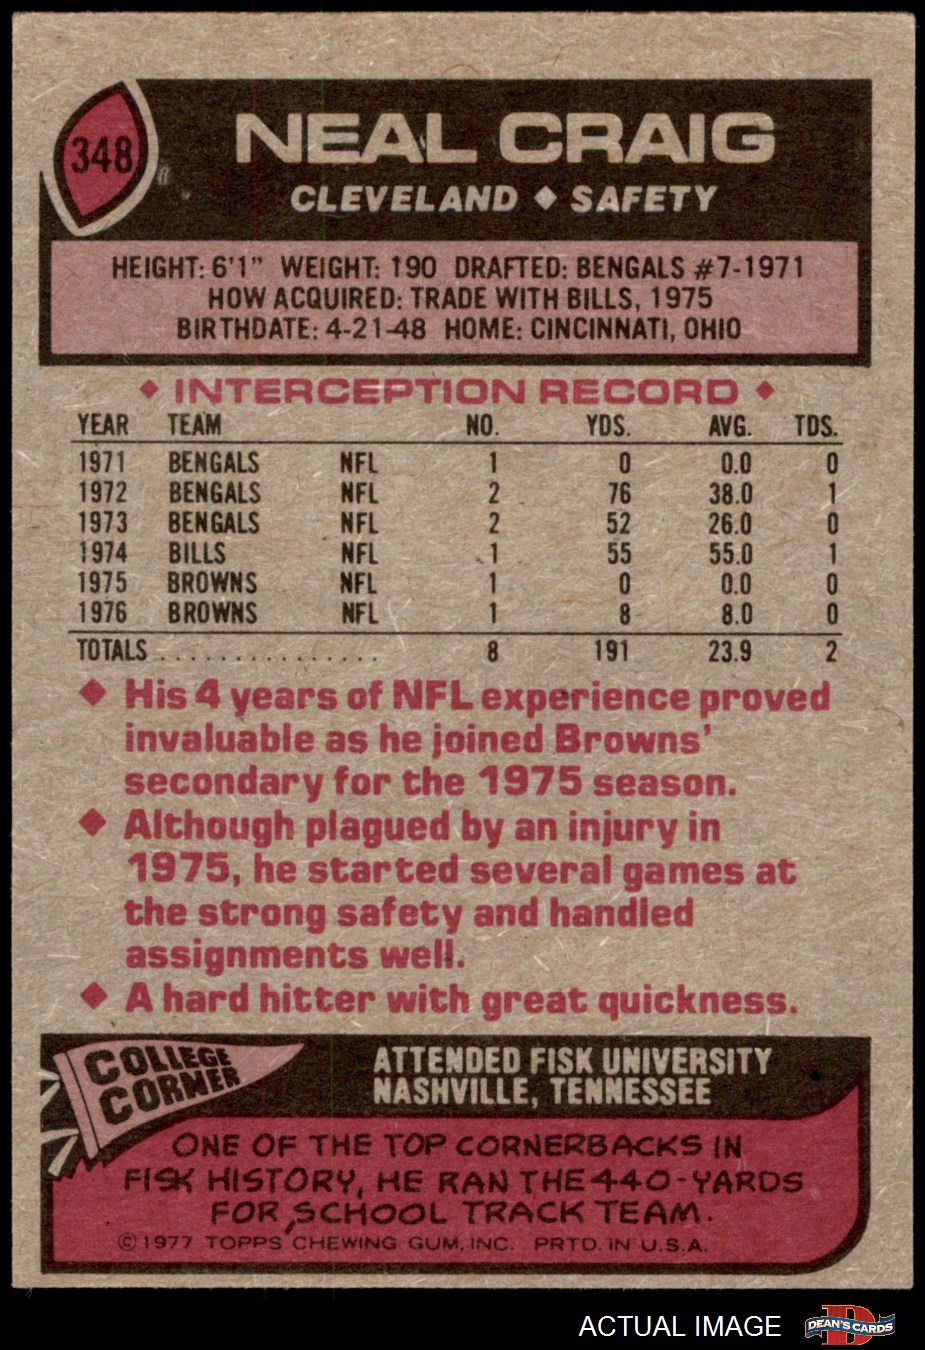 348
NEAL CRAIG
CLEVELAND ♦ SAFETY
HEIGHT: 6'1" WEIGHT: 190 DRAFTED: BENGALS #7-1971
HOW ACQUIRED: TRADE WITH BILLS, 1975
BIRTHDATE: 4-21-48 HOME: CINCINNATI, OHIO
♦ INTERCEPTION RECORD ♦
YEAR TEAM NO. YDS. AVG. TDS.
1971 BENGALS NFL 1 0 0.0 0
1972 BENGALS NFL 2 76 38.0 1
1973 BENGALS NFL 2 52 26.0 0
1974 BILLS NFL 1 55 55.0 1
1975 BROWNS NFL 1 0 0.0 0
1976 BROWNS NFL 1 8 8.0 0
TOTALS . . . . . . . . . . . . . . . 8 191 23.9 2
♦ His 4 years of NFL experience proved
invaluable as he joined Browns'
secondary for the 1975 season.
♦ Although plagued by an injury in
1975, he started several games at
the strong safety and handled
assignments well.
♦ A hard hitter with great quickness.
COLLEGE
CORNER
ATTENDED FISK UNIVERSITY
NASHVILLE, TENNESSEE
ONE OF THE TOP CORNERBACKS IN
FISK HISTORY, HE RAN THE 440-YARDS
FOR SCHOOL TRACK TEAM.
© 1977 TOPPS CHEWING GUM, INC. PRTD. IN U.S.A.
ACTUAL IMAGE
D
DEAN'S CARDS